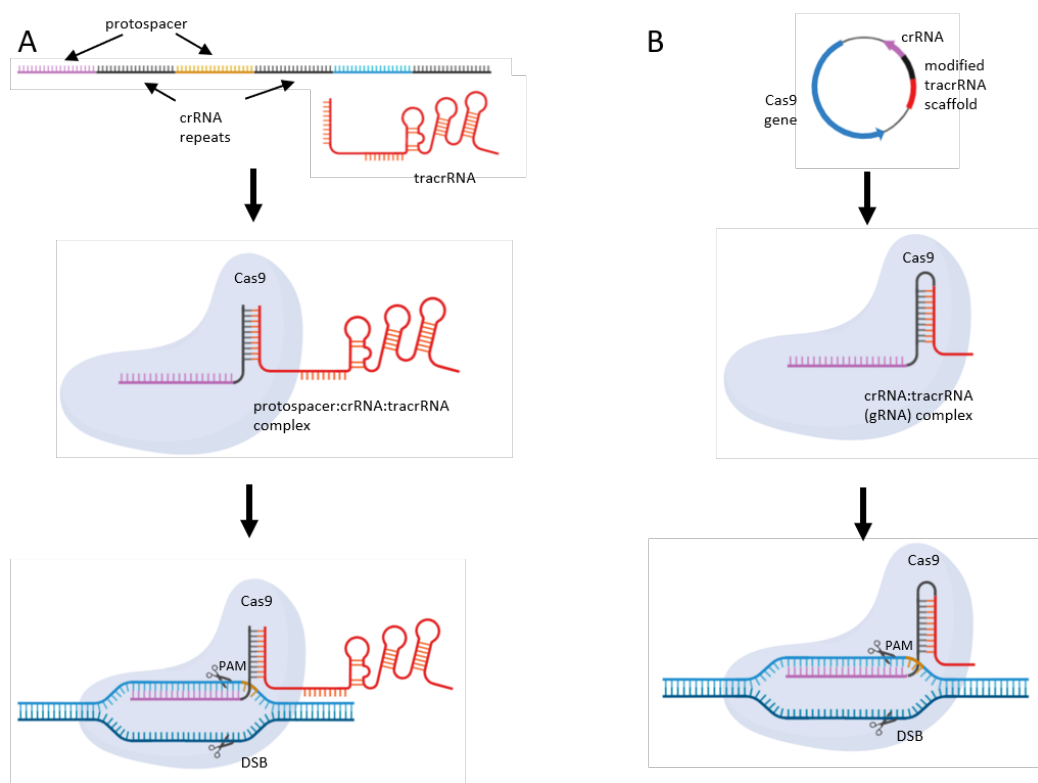 A
protospacer
crRNA
repeats
tracrRNA
Cas9
protospacer:crRNA:tracrRNA
complex
Cas9
PAM
DSB
B
crRNA
modified
tracrRNA
scaffold
Cas9
gene
Cas9
crRNA:tracrRNA
(gRNA) complex
Cas9
PAM
DSB